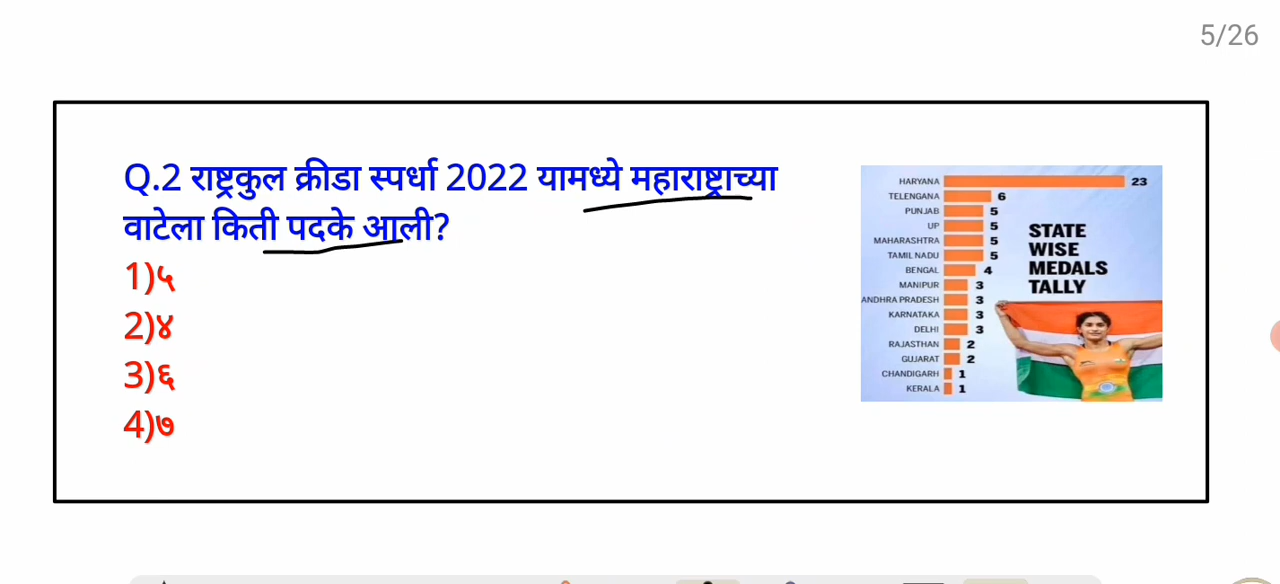 5/26
Q.2 राष्ट्रकुल क्रीडा स्पर्धा 2022 यामध्ये महाराष्ट्राच्या
वाटेला किती पदके आली?
1)५
2)४
3)६
4)७
HARYANA 23
TELENGANA 6
PUNJAB 5
UP 5
MAHARASHTRA 5
TAMIL NADU 5
BENGAL 4
MANIPUR 3
ANDHRA PRADESH 3
KARNATAKA 3
DELHI 3
RAJASTHAN 2
GUJARAT 2
CHANDIGARH 1
KERALA 1
STATE
WISE
MEDALS
TALLY